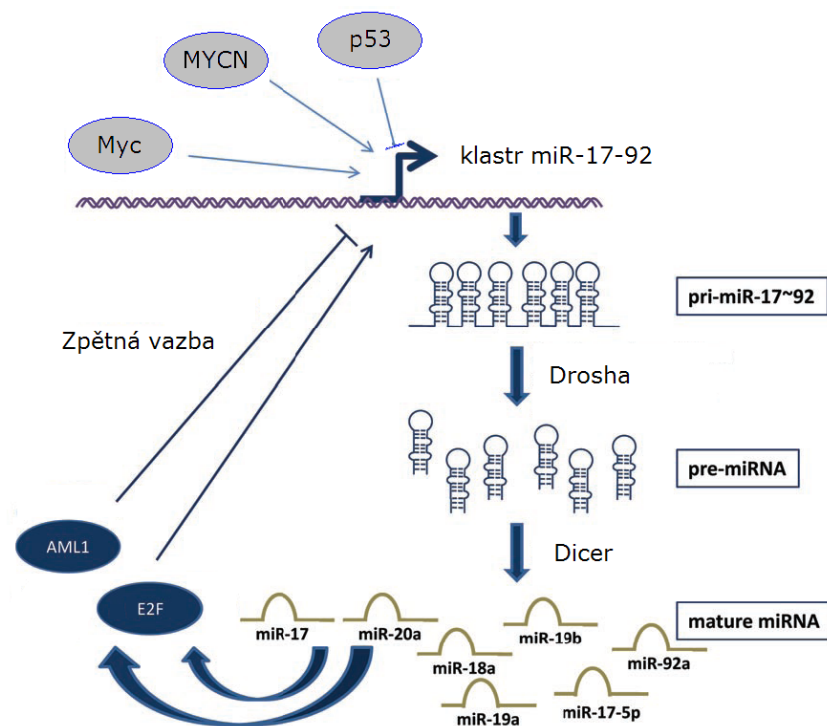 p53
MYCN
Myc
klastr miR-17-92
pri-miR-17~92
Zpětná vazba
Drosha
pre-miRNA
AML1
Dicer
E2F
mature miRNA
miR-17
miR-20a
miR-19b
miR-18a
miR-92a
miR-19a
miR-17-5p